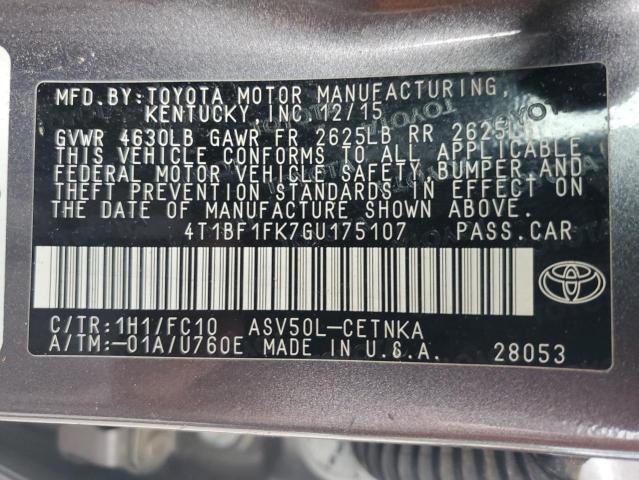 MFD.BY:TOYOTA MOTOR MANUFACTURING,
KENTUCKY, INC 12/15
GVWR 4630LB GAWR FR 2625LB RR 2625LB
THIS VEHICLE CONFORMS TO ALL APPLICABLE
FEDERAL MOTOR VEHICLE SAFETY, BUMPER, AND
THEFT PREVENTION STANDARDS IN EFFECT ON
THE DATE OF MANUFACTURE SHOWN ABOVE.
4T1BF1FK7GU175107 PASS.CAR
C/TR:1H1/FC10 ASV50L-CETNKA
A/TM:-01A/U760E MADE IN U.S.A. 28053